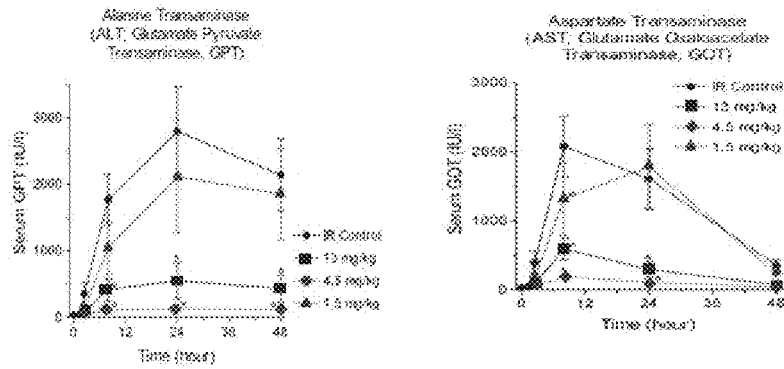 Alanine Transaminase
(ALT, Glutamate Pyruvate
Transaminase, GPT)
Serum GPT (IU/l)
3000
2000
1000
0
0 12 24 36 48
Time (hour)
IR Control
13 mg/kg
4.5 mg/kg
1.5 mg/kg
Aspartate Transaminase
(AST, Glutamate Oxaloacetate
Transaminase, GOT)
Serum GOT (IU/l)
3000
2000
1000
0
0 12 24 36 48
Time (hour)
IR Control
13 mg/kg
4.5 mg/kg
1.5 mg/kg